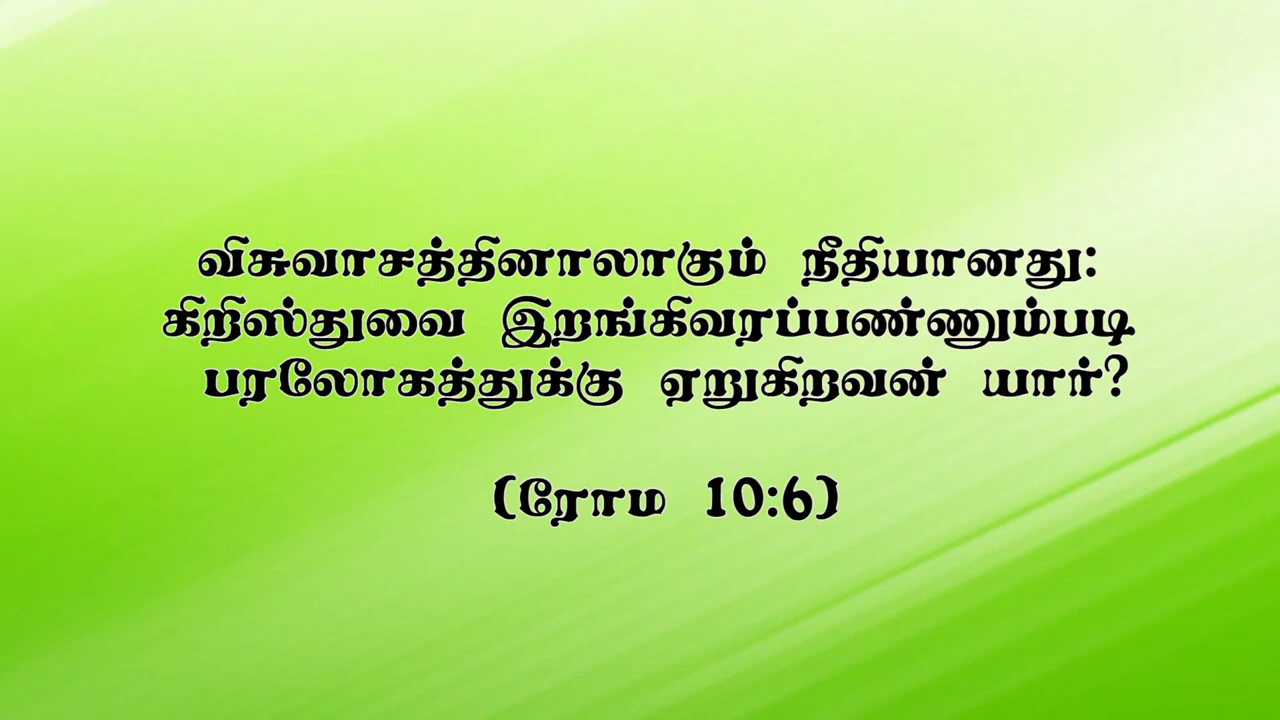 விசுவாசத்தினாலாகும் நீதியானது:
கிறிஸ்துவை இறங்கிவரப்பண்ணும்படி
பரலோகத்துக்கு ஏறுகிறவன் யார்?
(ரோம 10:6)